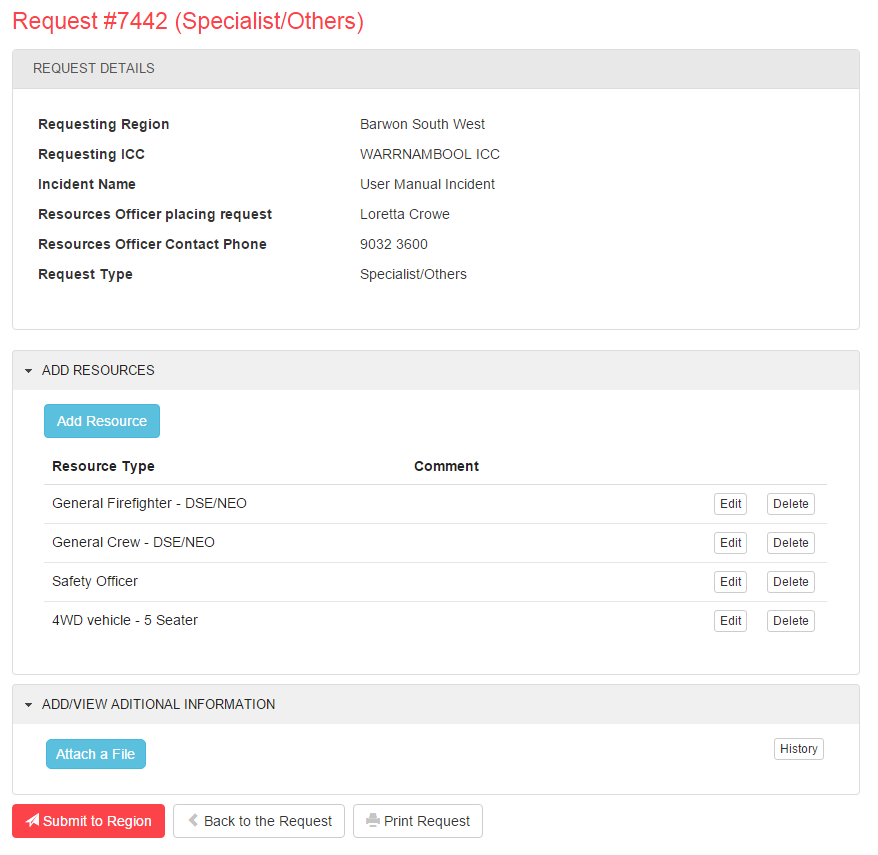 Request #7442 (Specialist/Others)
REQUEST DETAILS
Requesting Region Barwon South West
Requesting ICC WARRNAMBOOL ICC
Incident Name User Manual Incident
Resources Officer placing request Loretta Crowe
Resources Officer Contact Phone 9032 3600
Request Type Specialist/Others
ADD RESOURCES
Add Resource
Resource Type Comment
General Firefighter - DSE/NEO Edit Delete
General Crew - DSE/NEO Edit Delete
Safety Officer Edit Delete
4WD vehicle - 5 Seater Edit Delete
ADD/VIEW ADITIONAL INFORMATION
Attach a File History
Submit to Region Back to the Request Print Request